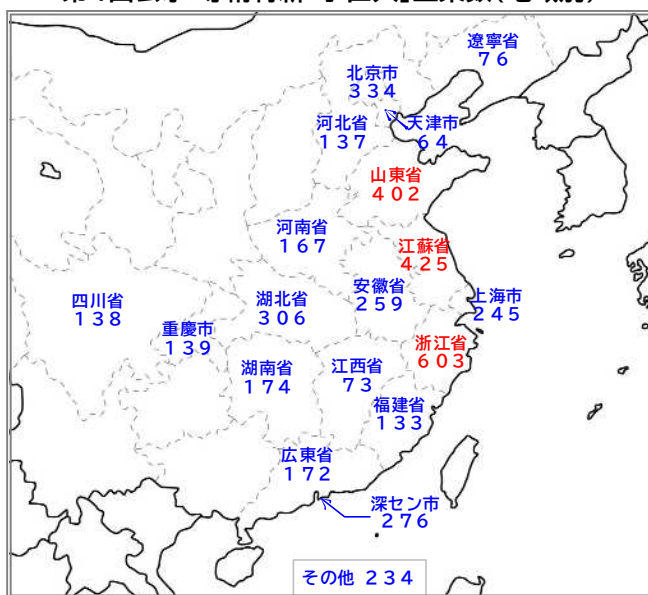 遼寧省
７６
北京市
３３４
河北省
１３７
天津市
６４
山東省
４０２
河南省
１６７
江蘇省
４２５
安徽省
２５９
上海市
２４５
四川省
１３８
湖北省
３０６
重慶市
１３９
浙江省
６０３
湖南省
１７４
江西省
７３
福建省
１３３
広東省
１７２
深セン市
２７６
その他 ２３４